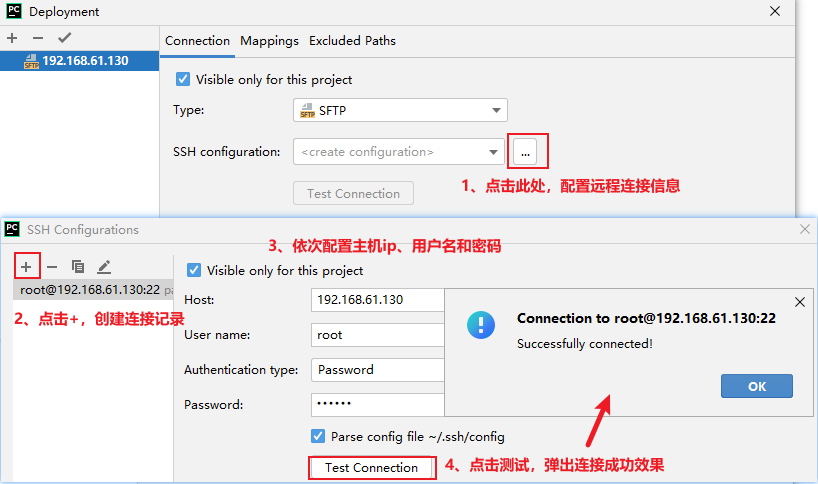 PC Deployment
Connection Mappings Excluded Paths
SFTP 192.168.61.130
Visible only for this project
Type: SFTP SFTP
SSH configuration: <create configuration> ...
Test Connection
1、点击此处，配置远程连接信息
PC SSH Configurations
3、依次配置主机ip、用户名和密码
Visible only for this project
root@192.168.61.130:22 pa
2、点击+，创建连接记录
Host: 192.168.61.130
User name: root
Authentication type: Password
Password: ••••••
Parse config file ~/.ssh/config
Test Connection
4、点击测试，弹出连接成功效果
Connection to root@192.168.61.130:22
Successfully connected!
OK